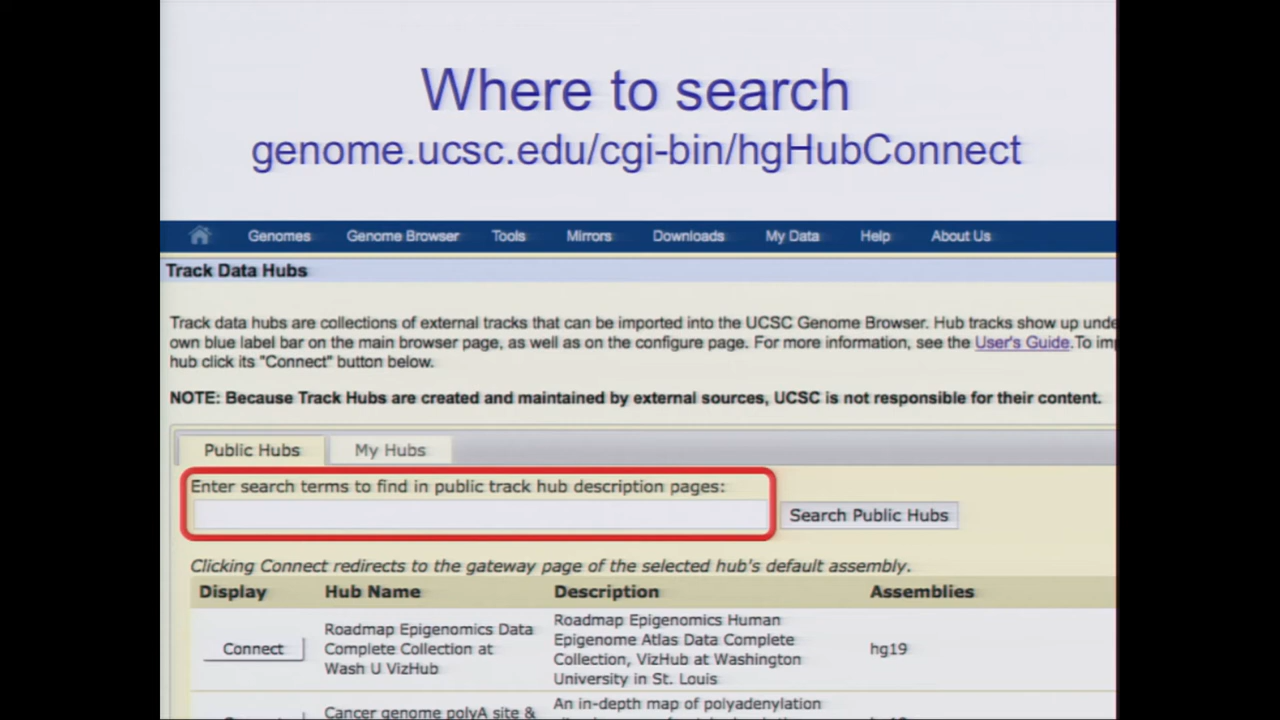 Where to search
genome.ucsc.edu/cgi-bin/hgHubConnect
Genomes Genome Browser Tools Mirrors Downloads My Data Help About Us
Track Data Hubs
Track data hubs are collections of external tracks that can be imported into the UCSC Genome Browser. Hub tracks show up unde
own blue label bar on the main browser page, as well as on the configure page. For more information, see the User's Guide.To imp
hub click its "Connect" button below.
NOTE: Because Track Hubs are created and maintained by external sources, UCSC is not responsible for their content.
Public Hubs My Hubs
Enter search terms to find in public track hub description pages:
Search Public Hubs
Clicking Connect redirects to the gateway page of the selected hub's default assembly.
Display Hub Name Description Assemblies
Connect
Roadmap Epigenomics Data
Complete Collection at
Wash U VizHub
Roadmap Epigenomics Human
Epigenome Atlas Data Complete
Collection, VizHub at Washington
University in St. Louis
hg19
Cancer genome polyA site &
An in-depth map of polyadenylation